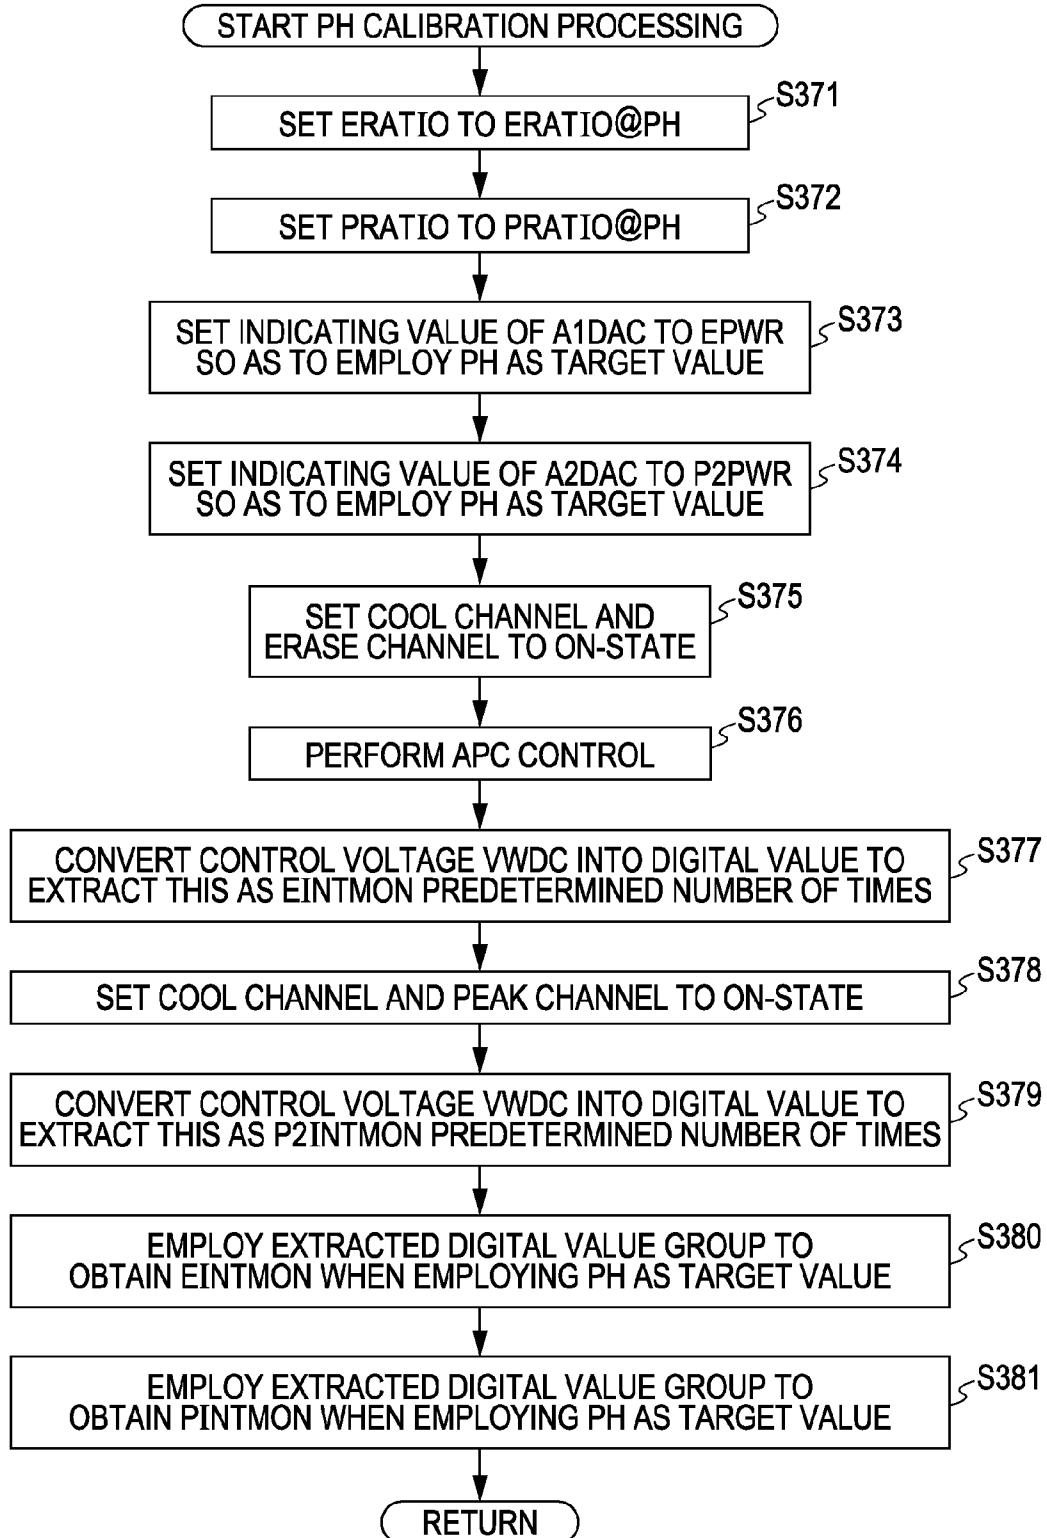 START PH CALIBRATION PROCESSING
S371
SET ERATIO TO ERATIO@PH
S372
SET PRATIO TO PRATIO@PH
S373
SET INDICATING VALUE OF A1DAC TO EPWR
SO AS TO EMPLOY PH AS TARGET VALUE
S374
SET INDICATING VALUE OF A2DAC TO P2PWR
SO AS TO EMPLOY PH AS TARGET VALUE
S375
SET COOL CHANNEL AND
ERASE CHANNEL TO ON-STATE
S376
PERFORM APC CONTROL
S377
CONVERT CONTROL VOLTAGE VWDC INTO DIGITAL VALUE TO
EXTRACT THIS AS EINTMON PREDETERMINED NUMBER OF TIMES
S378
SET COOL CHANNEL AND PEAK CHANNEL TO ON-STATE
S379
CONVERT CONTROL VOLTAGE VWDC INTO DIGITAL VALUE TO
EXTRACT THIS AS P2INTMON PREDETERMINED NUMBER OF TIMES
S380
EMPLOY EXTRACTED DIGITAL VALUE GROUP TO
OBTAIN EINTMON WHEN EMPLOYING PH AS TARGET VALUE
S381
EMPLOY EXTRACTED DIGITAL VALUE GROUP TO
OBTAIN PINTMON WHEN EMPLOYING PH AS TARGET VALUE
RETURN